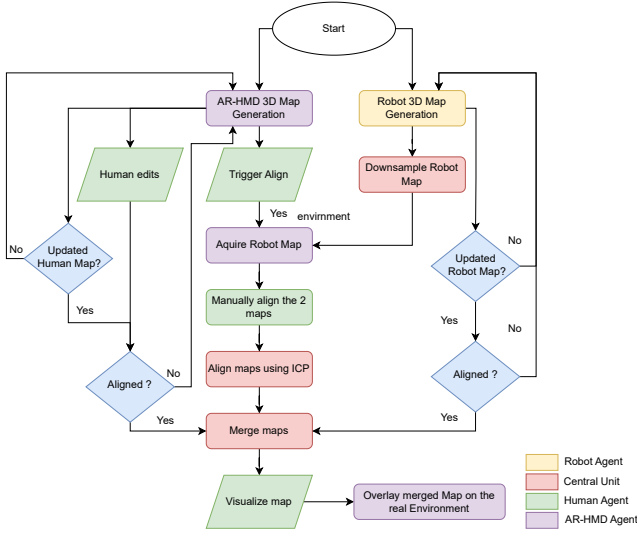 Start
AR-HMD 3D Map
Generation
Robot 3D Map
Generation
Human edits
Trigger Align
Downsample Robot
Map
Yes
envirnment
No
Updated
Human Map?
Aquire Robot Map
Updated
Robot Map?
No
Yes
Manually align the 2
maps
Yes
No
Aligned ?
No
Align maps using ICP
Aligned ?
Yes
Merge maps
Yes
Visualize map
Overlay merged Map on the
real Environment
Robot Agent
Central Unit
Human Agent
AR-HMD Agent